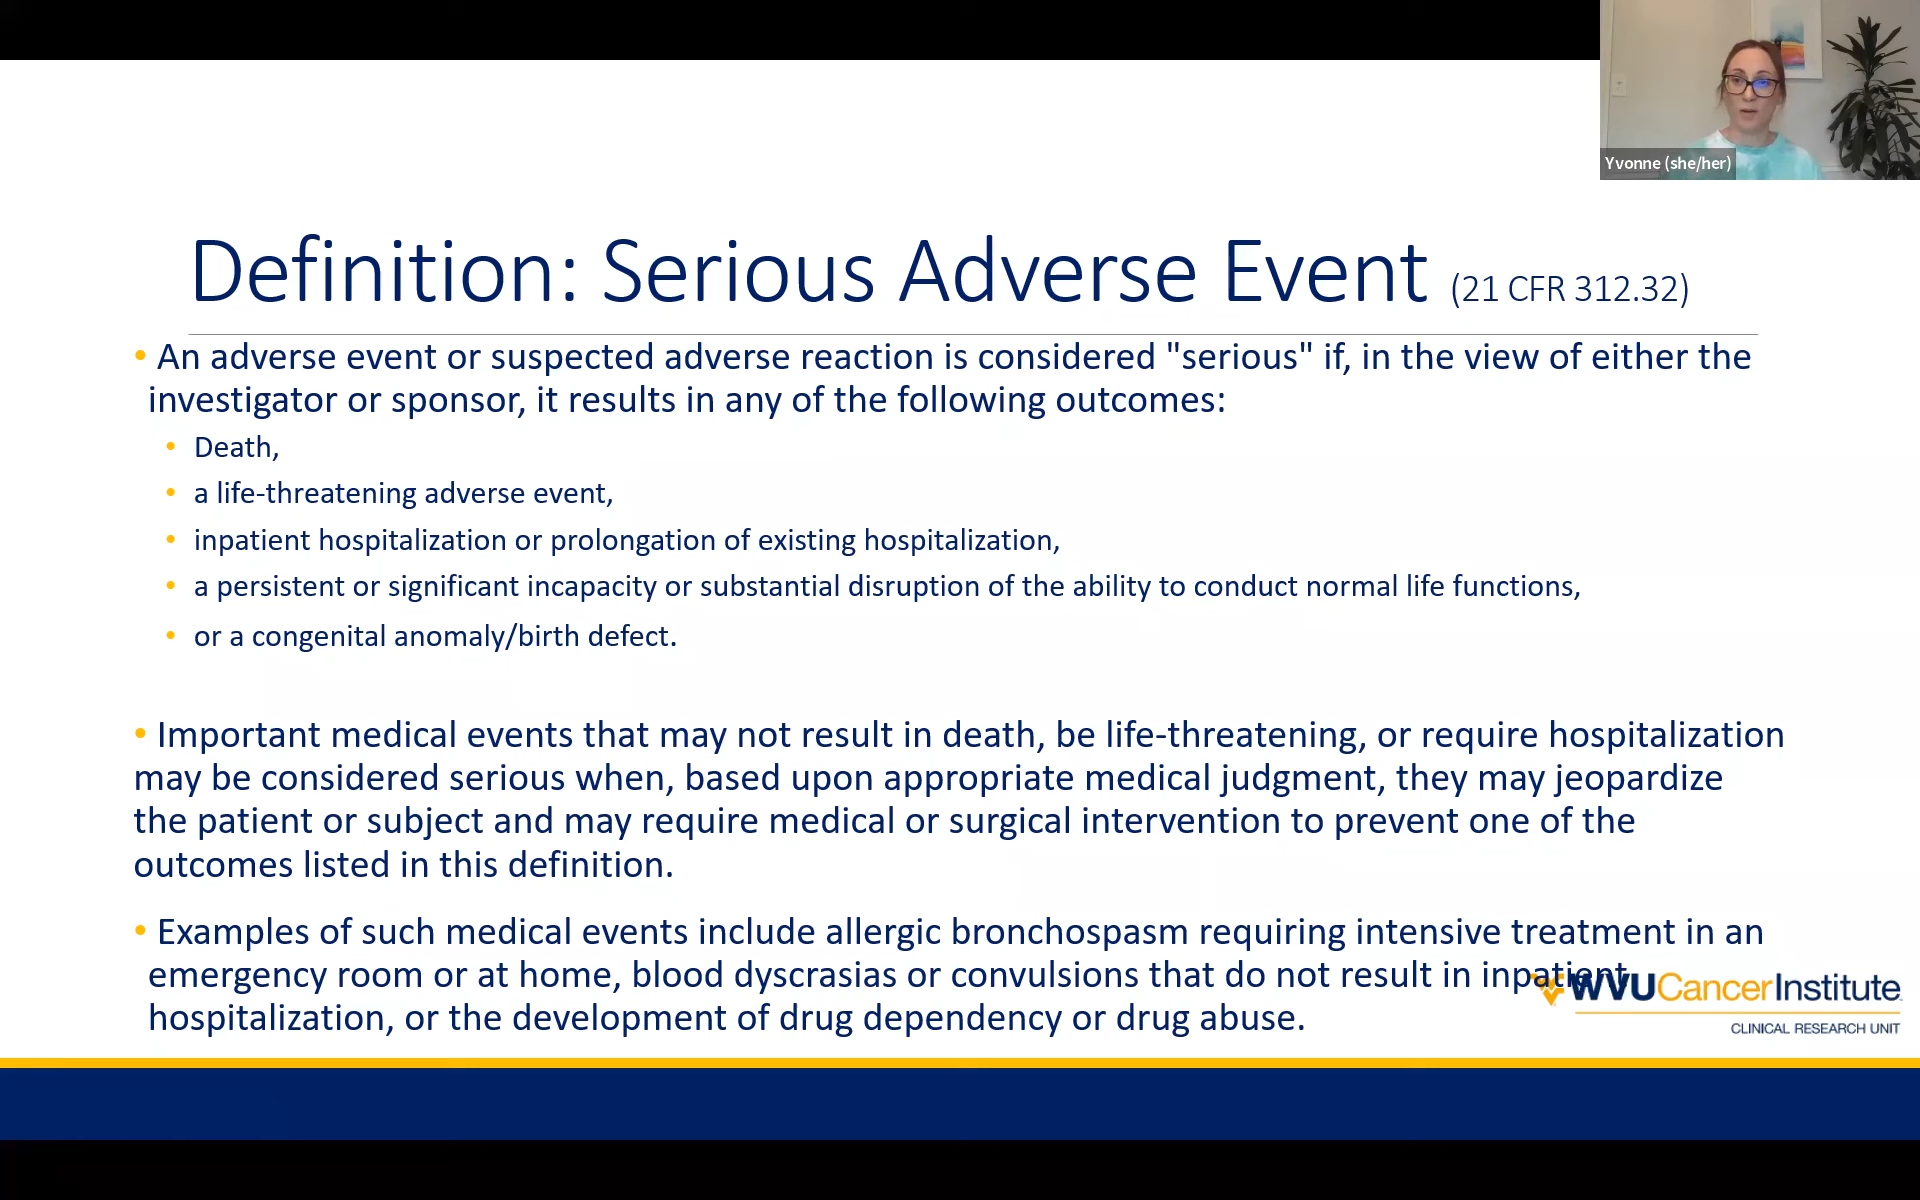 Yvonne (she/her)
Definition: Serious Adverse Event (21 CFR 312.32)
• An adverse event or suspected adverse reaction is considered "serious" if, in the view of either the
investigator or sponsor, it results in any of the following outcomes:
• Death,
• a life-threatening adverse event,
• inpatient hospitalization or prolongation of existing hospitalization,
• a persistent or significant incapacity or substantial disruption of the ability to conduct normal life functions,
• or a congenital anomaly/birth defect.
• Important medical events that may not result in death, be life-threatening, or require hospitalization
may be considered serious when, based upon appropriate medical judgment, they may jeopardize
the patient or subject and may require medical or surgical intervention to prevent one of the
outcomes listed in this definition.
• Examples of such medical events include allergic bronchospasm requiring intensive treatment in an
emergency room or at home, blood dyscrasias or convulsions that do not result in inpatient
hospitalization, or the development of drug dependency or drug abuse.
WVUCancerInstitute
CLINICAL RESEARCH UNIT